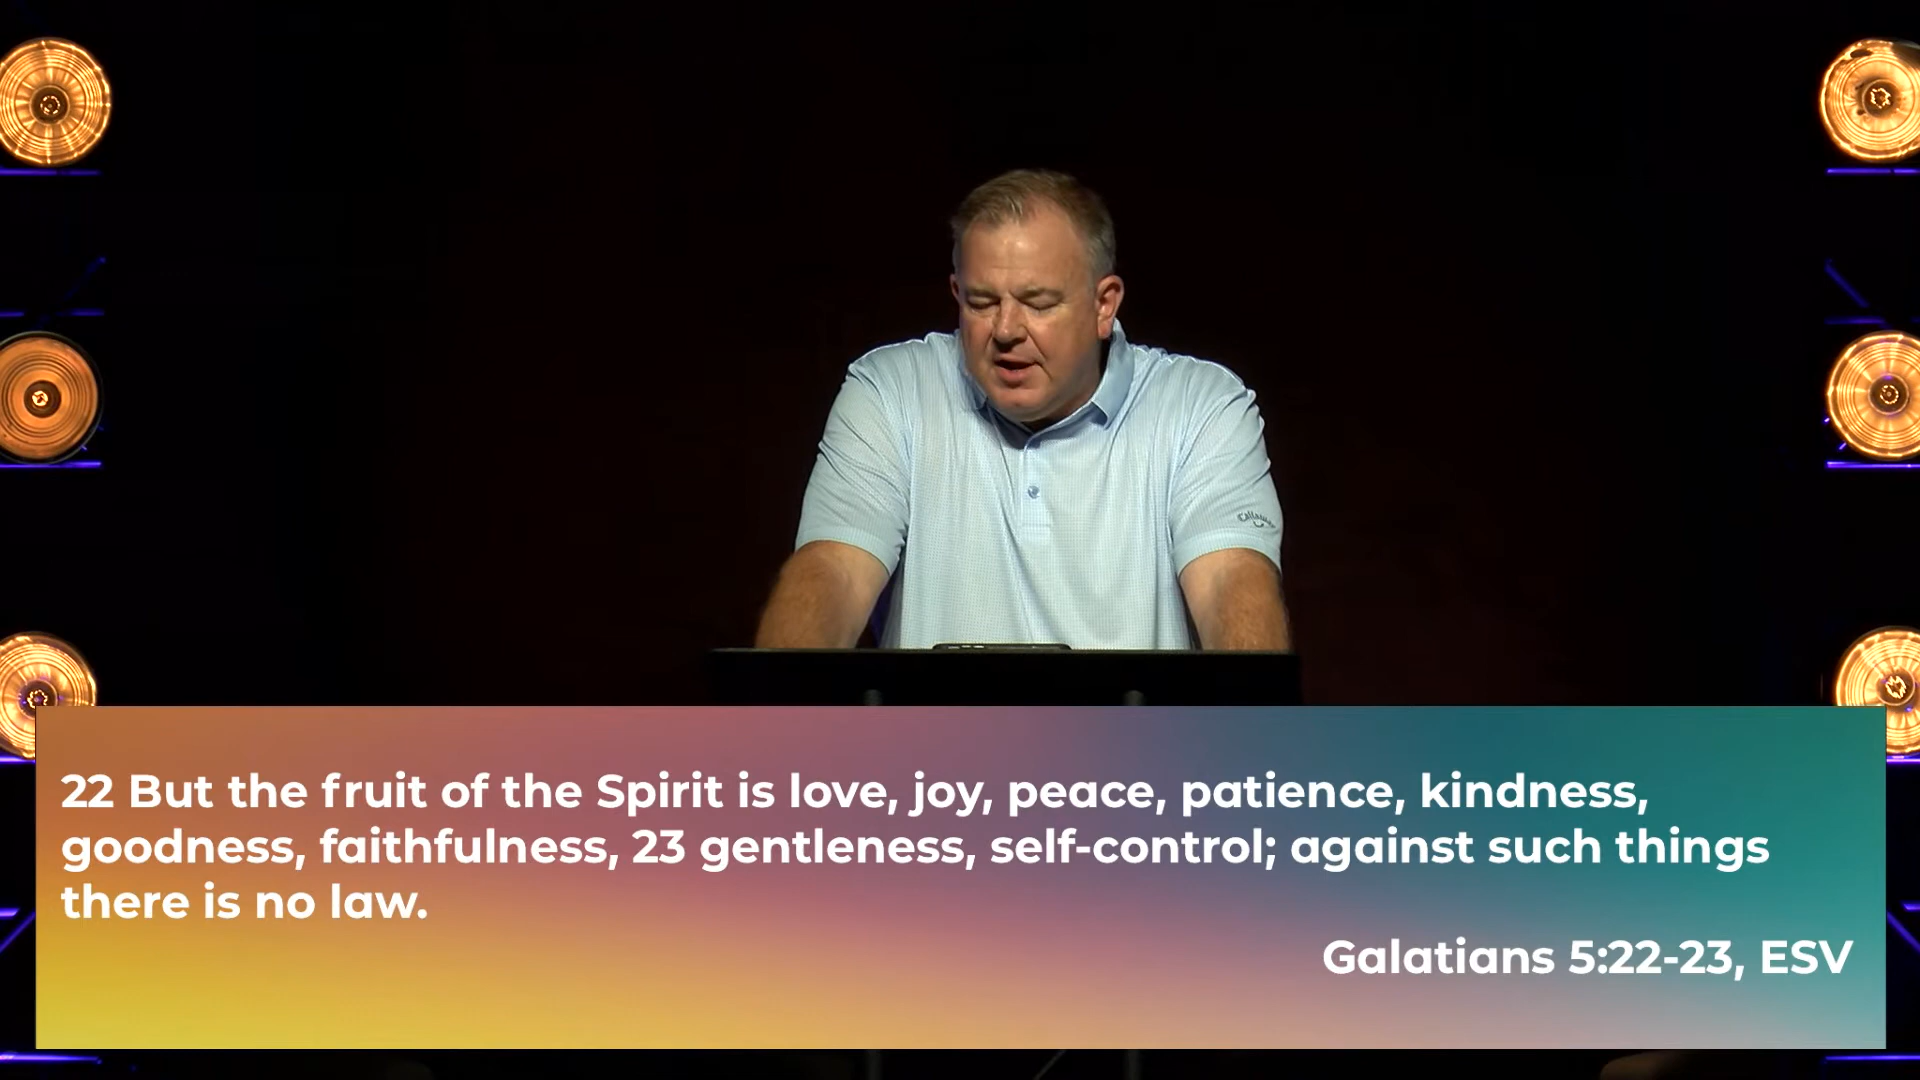 Callaway
22 But the fruit of the Spirit is love, joy, peace, patience, kindness,
goodness, faithfulness, 23 gentleness, self-control; against such things
there is no law.
Galatians 5:22-23, ESV